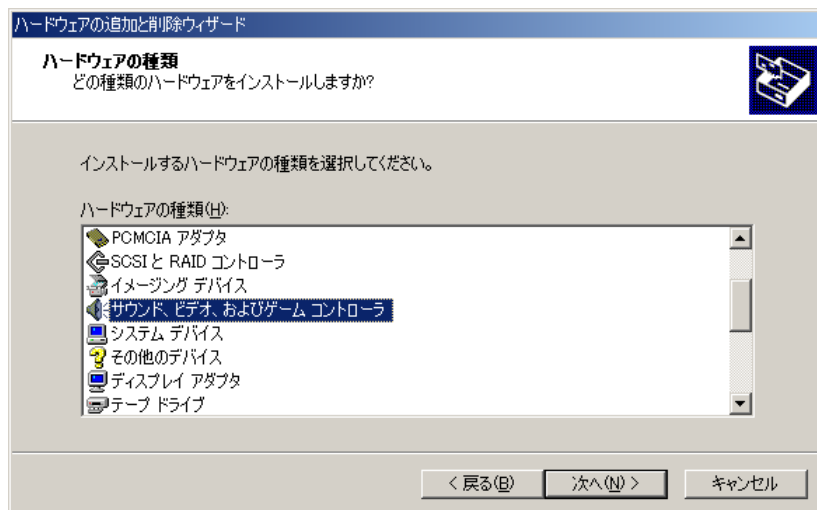 ハードウェアの追加と削除ウィザード
ハードウェアの種類
どの種類のハードウェアをインストールしますか?
インストールするハードウェアの種類を選択してください。
ハードウェアの種類(H):
PCMCIA アダプタ
SCSI と RAID コントローラ
イメージング デバイス
サウンド、ビデオ、およびゲーム コントローラ
システム デバイス
その他のデバイス
ディスプレイ アダプタ
テープ ドライブ
< 戻る(B) 次へ(N) > キャンセル